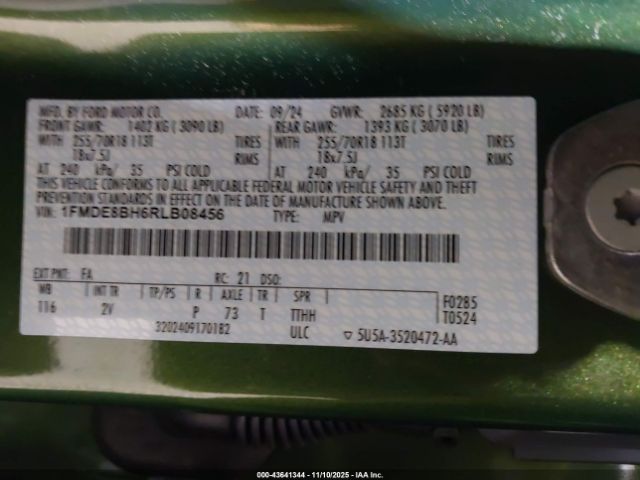 MFD. BY FORD MOTOR CO. DATE: 09/24 GVWR: 2685 KG ( 5920 LB)
FRONT GAWR: 1402 KG ( 3090 LB) REAR GAWR: 1393 KG ( 3070 LB)
WITH 255/70R18 113T TIRES WITH 255/70R18 113T TIRES
18x7.5J RIMS 18x7.5J RIMS
AT 240 kPa/ 35 PSI COLD AT 240 kPa/ 35 PSI COLD
THIS VEHICLE CONFORMS TO ALL APPLICABLE FEDERAL MOTOR VEHICLE SAFETY AND THEFT
PREVENTION STANDARDS IN EFFECT ON THE DATE OF MANUFACTURE SHOWN ABOVE.
VIN: 1FMDE8BH6RLB08456 TYPE: MPV
EXT PNT: FA RC: 21 DSO:
WB INT TR TP/PS R AXLE TR SPR F0285
116 2V P 73 T TTHH T0524
3202409170182 ULC ▽ 5U5A-3520472-AA
000-43641344 - 11/10/2025 - IAA Inc.